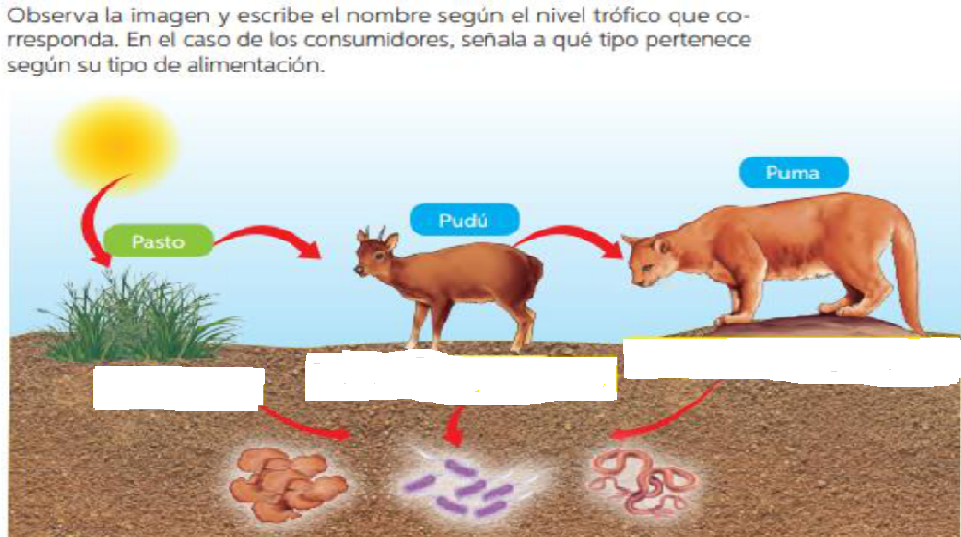 Observa la imagen y escribe el nombre según el nivel trófico que co-
rresponda. En el caso de los consumidores, señala a qué tipo pertenece
según su tipo de alimentación.
Puma
Pudú
Pasto